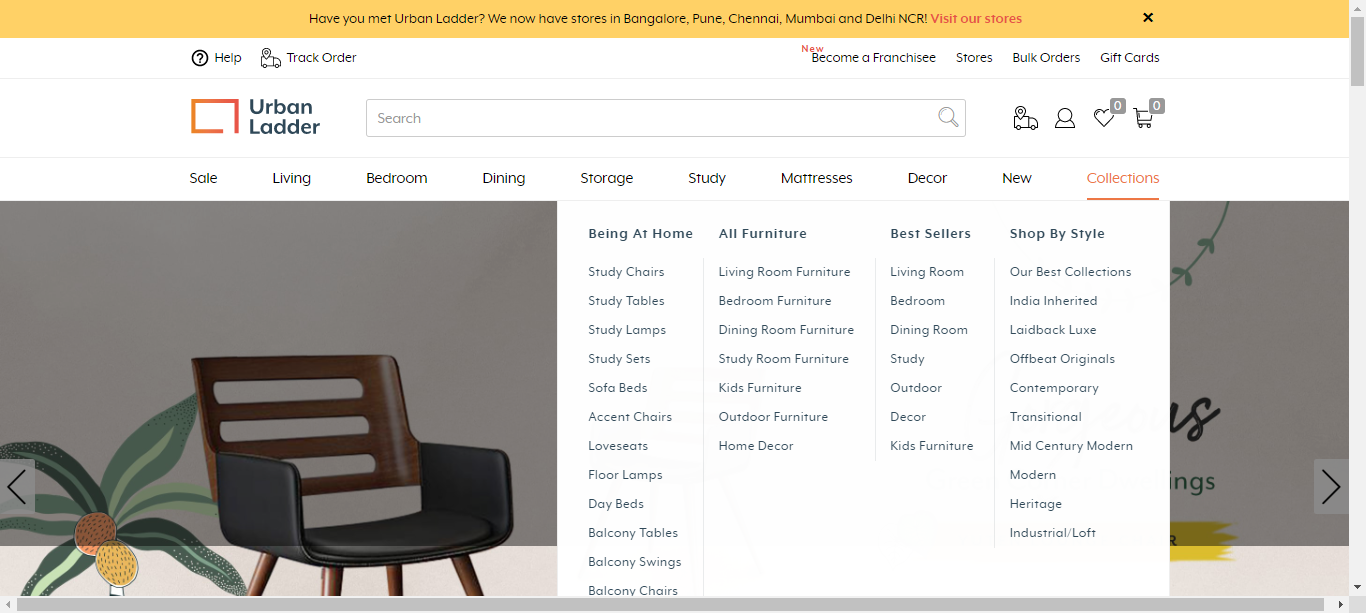 Have you met Urban Ladder? We now have stores in Bangalore, Pune, Chennai, Mumbai and Delhi NCR! Visit our stores
Help
Track Order
New
Become a Franchisee
Stores
Bulk Orders
Gift Cards
Urban
Ladder
Search
0
0
Sale
Living
Bedroom
Dining
Storage
Study
Mattresses
Decor
New
Collections
Being At Home
Study Chairs
Study Tables
Study Lamps
Study Sets
Sofa Beds
Accent Chairs
Loveseats
Floor Lamps
Day Beds
Balcony Tables
Balcony Swings
Balcony Chairs
All Furniture
Living Room Furniture
Bedroom Furniture
Dining Room Furniture
Study Room Furniture
Kids Furniture
Outdoor Furniture
Home Decor
Best Sellers
Living Room
Bedroom
Dining Room
Study
Outdoor
Decor
Kids Furniture
Shop By Style
Our Best Collections
India Inherited
Laidback Luxe
Offbeat Originals
Contemporary
Transitional
Mid Century Modern
Modern
Heritage
Industrial/Loft